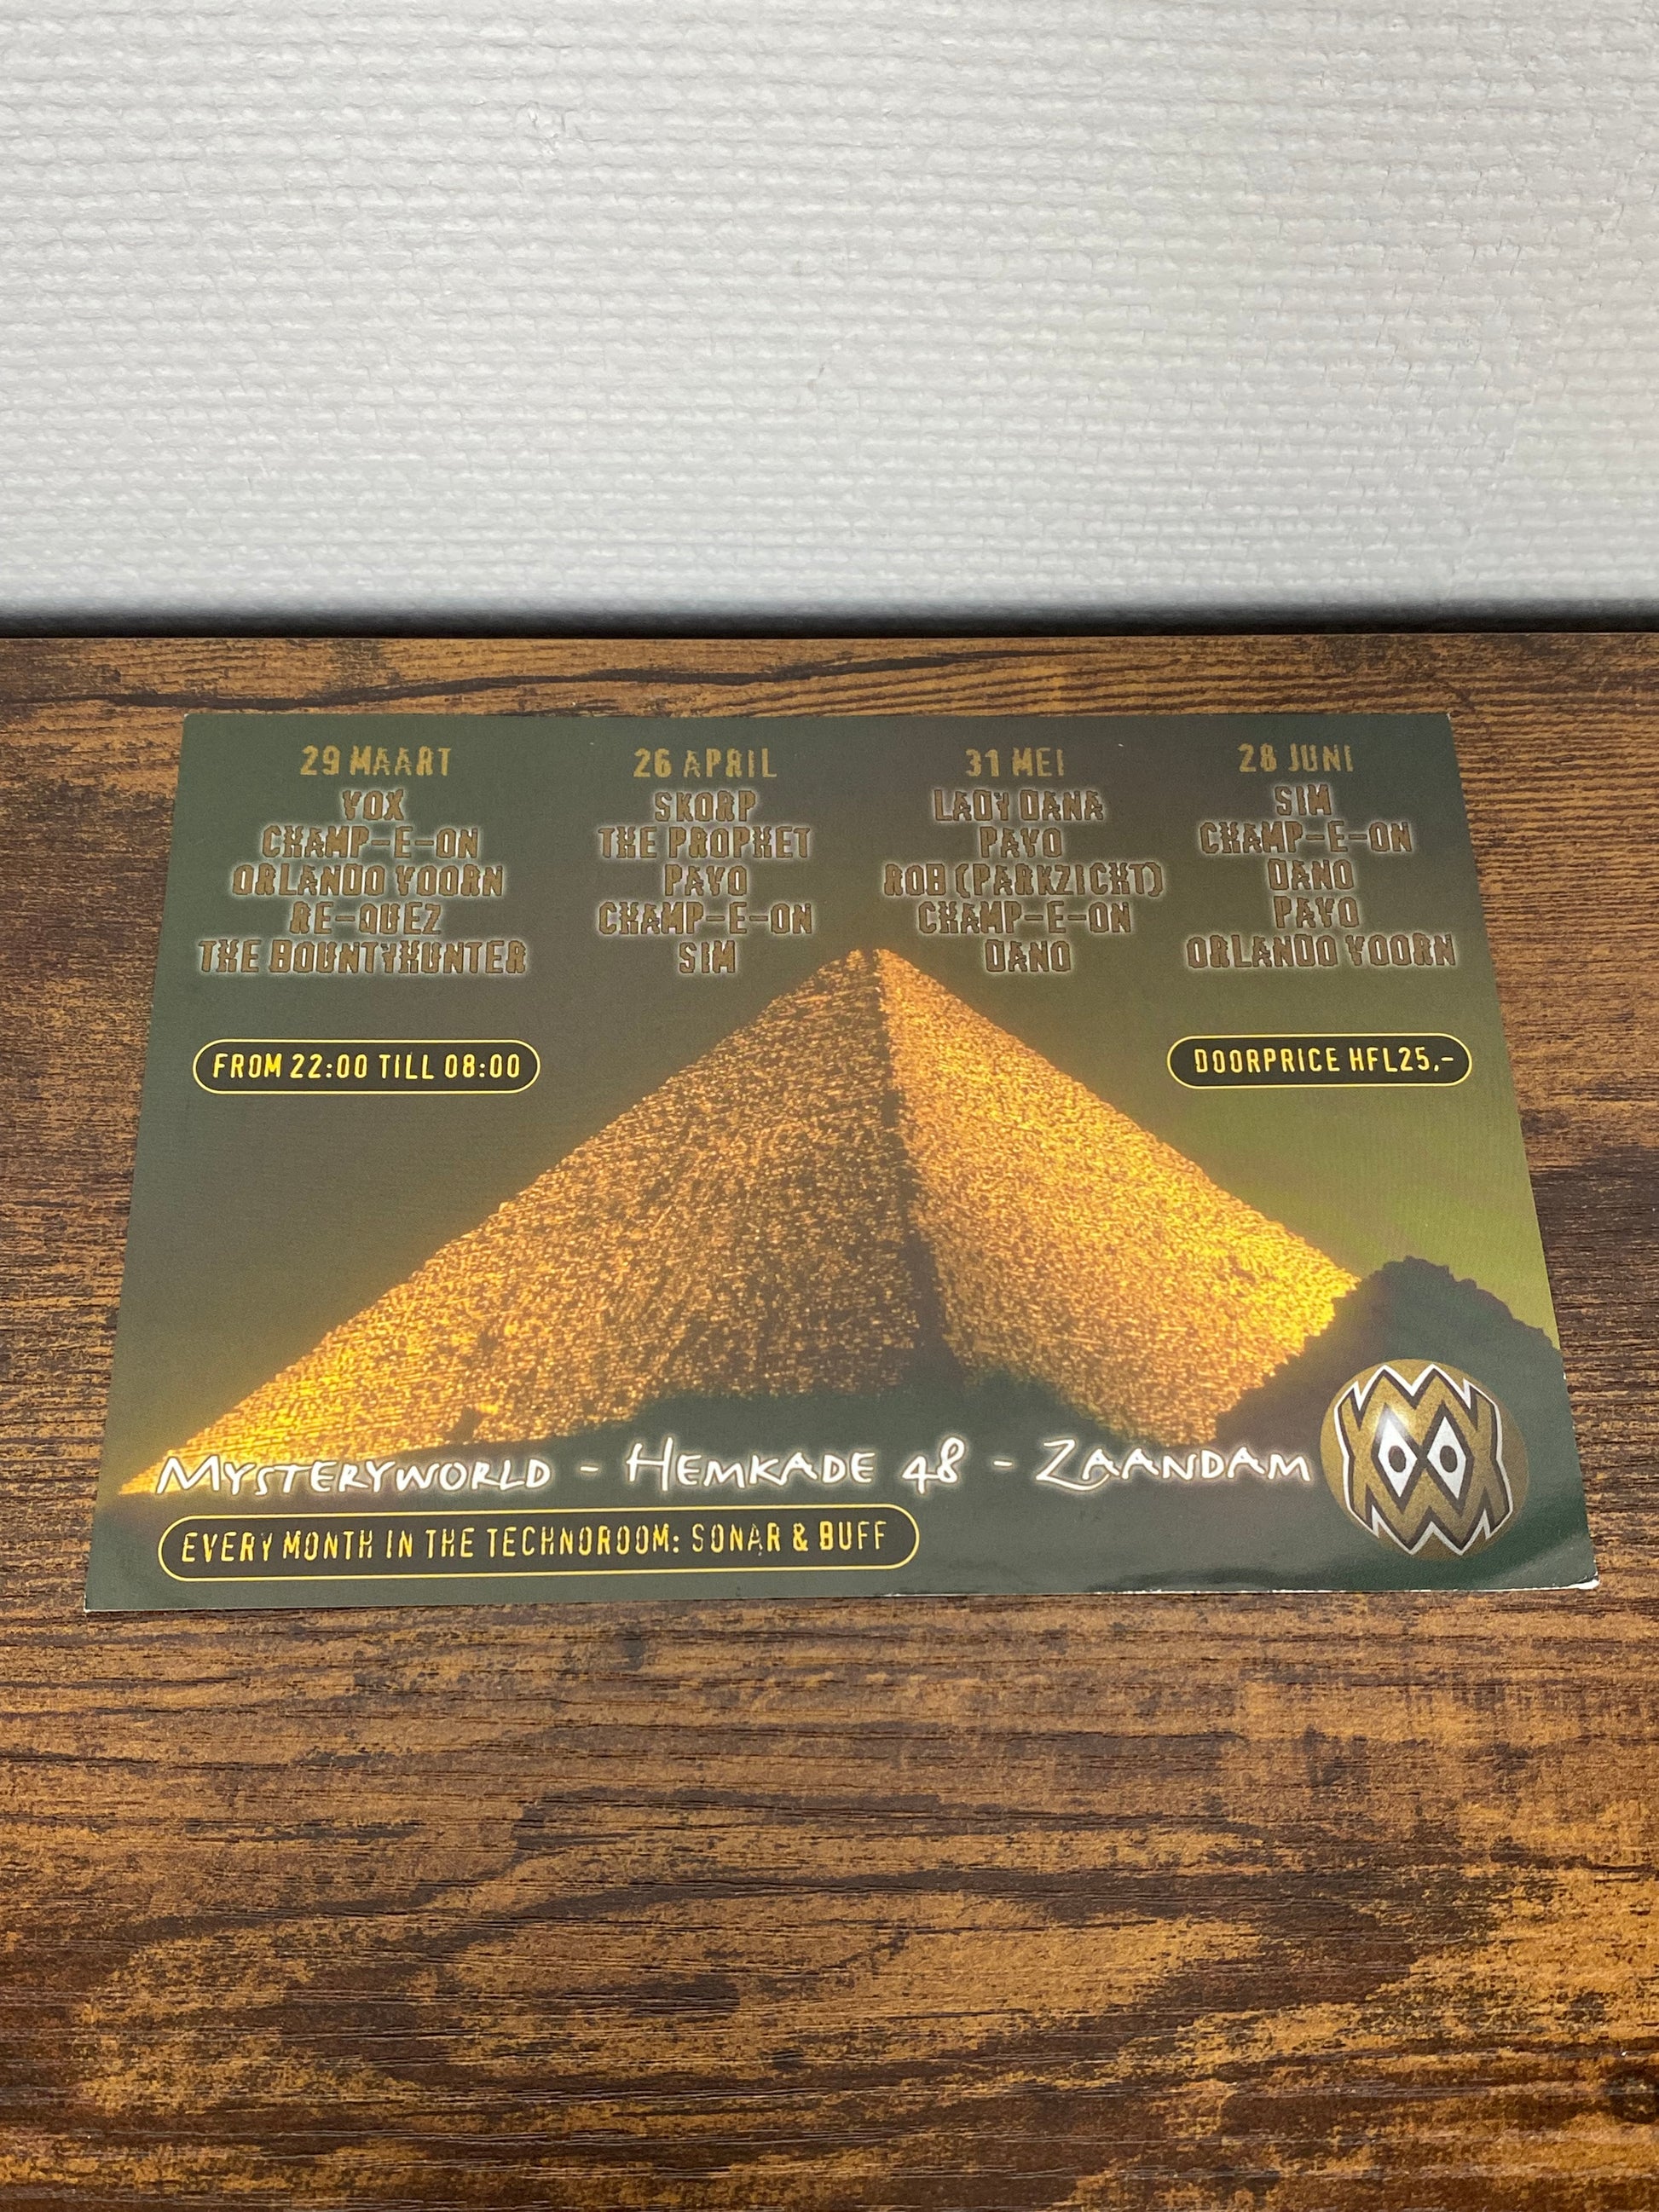 29 MAART
VOX
CHAMP-E-ON
ORLANDO VOORN
RE-QUEZ
THE BOUNTYHUNTER
26 APRIL
SKORP
THE PROPHET
PAVO
CHAMP-E-ON
SIM
31 MEI
LADY DANA
PAVO
ROB (PARKZICHT)
CHAMP-E-ON
DANO
28 JUNI
SIM
CHAMP-E-ON
DANO
PAVO
ORLANDO VOORN
FROM 22:00 TILL 08:00
DOORPRICE HFL25,-
MYSTERYWORLD - HEMKADE 48 - ZAANDAM
EVERY MONTH IN THE TECHNOROOM: SONAR & BUFF